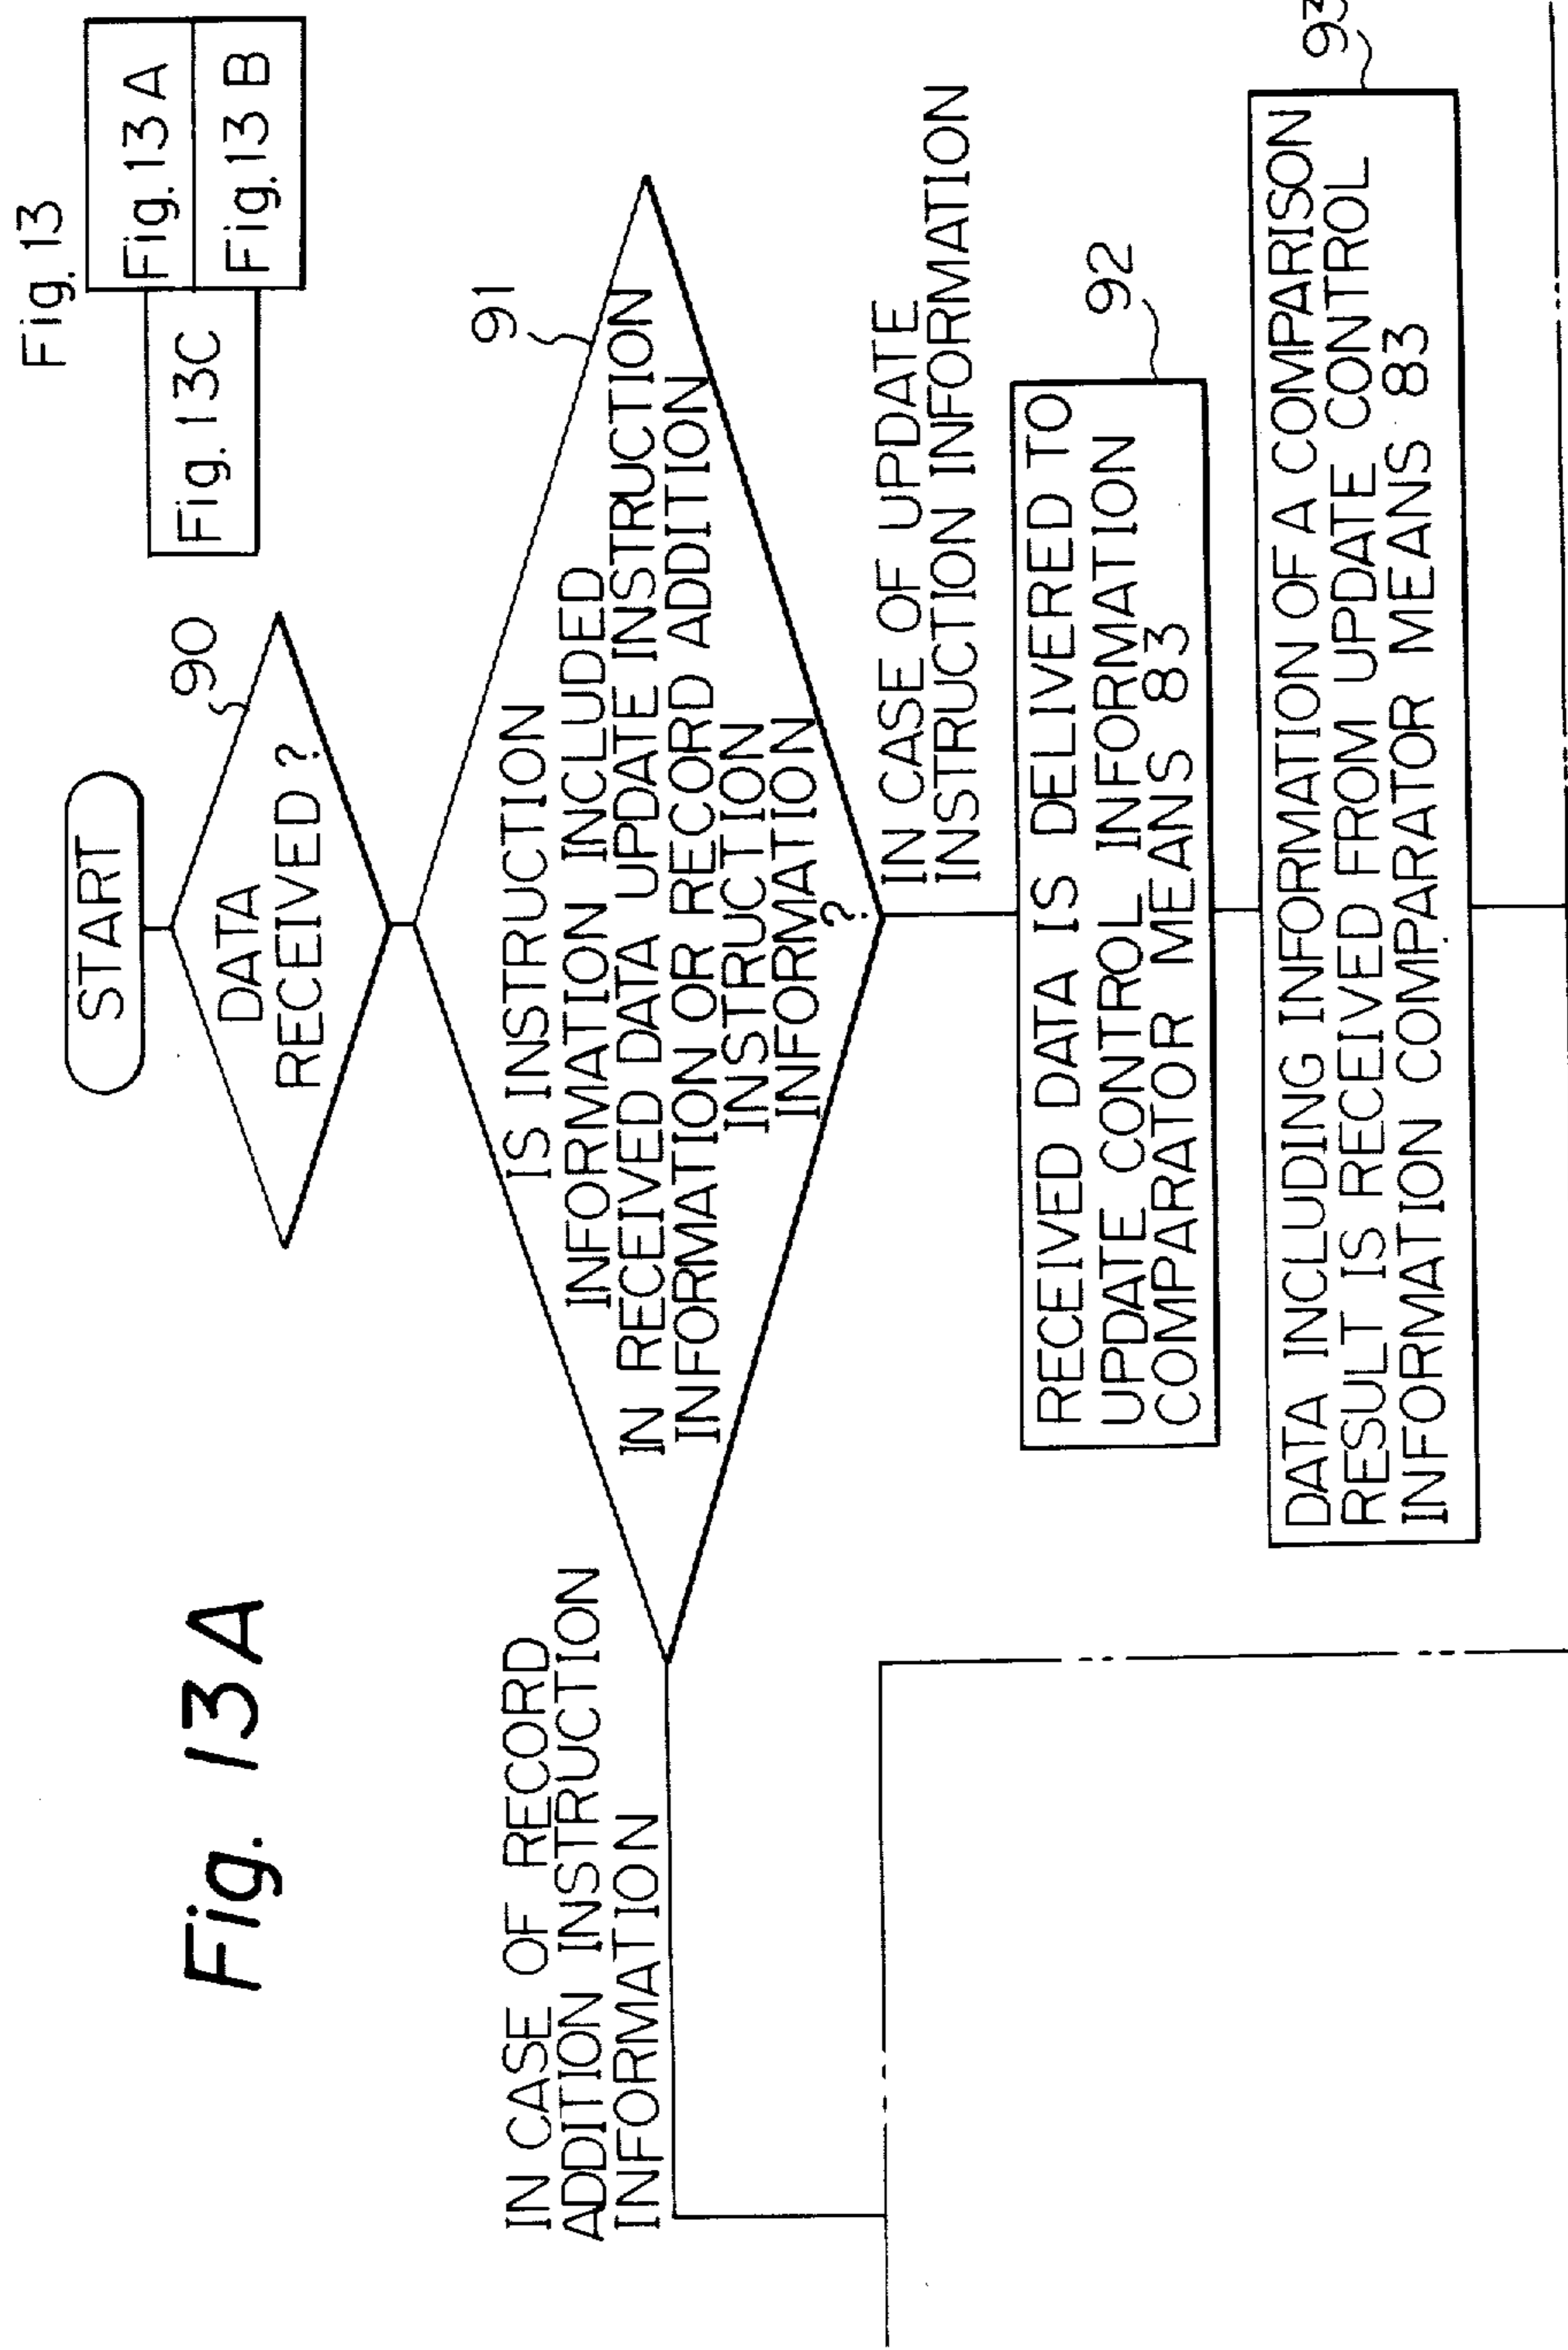 Fig. 13A
Fig. 13
Fig. 13A
Fig. 13C
Fig. 13B
START
90
DATA
RECEIVED ?
91
IS INSTRUCTION
INFORMATION INCLUDED
IN RECEIVED DATA UPDATE INSTRUCTION
INFORMATION OR RECORD ADDITION
INSTRUCTION
INFORMATION
?
IN CASE OF RECORD
ADDITION INSTRUCTION
INFORMATION
IN CASE OF UPDATE
INSTRUCTION INFORMATION
92
RECEIVED DATA IS DELIVERED TO
UPDATE CONTROL INFORMATION
COMPARATOR MEANS 83
93
DATA INCLUDING INFORMATION OF A COMPARISON
RESULT IS RECEIVED FROM UPDATE CONTROL
INFORMATION COMPARATOR MEANS 83